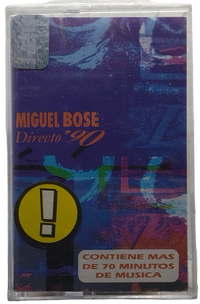 MIGUEL BOSE
Directo '90
!
CONTIENE MAS
DE 70 MINUTOS
DE MUSICA